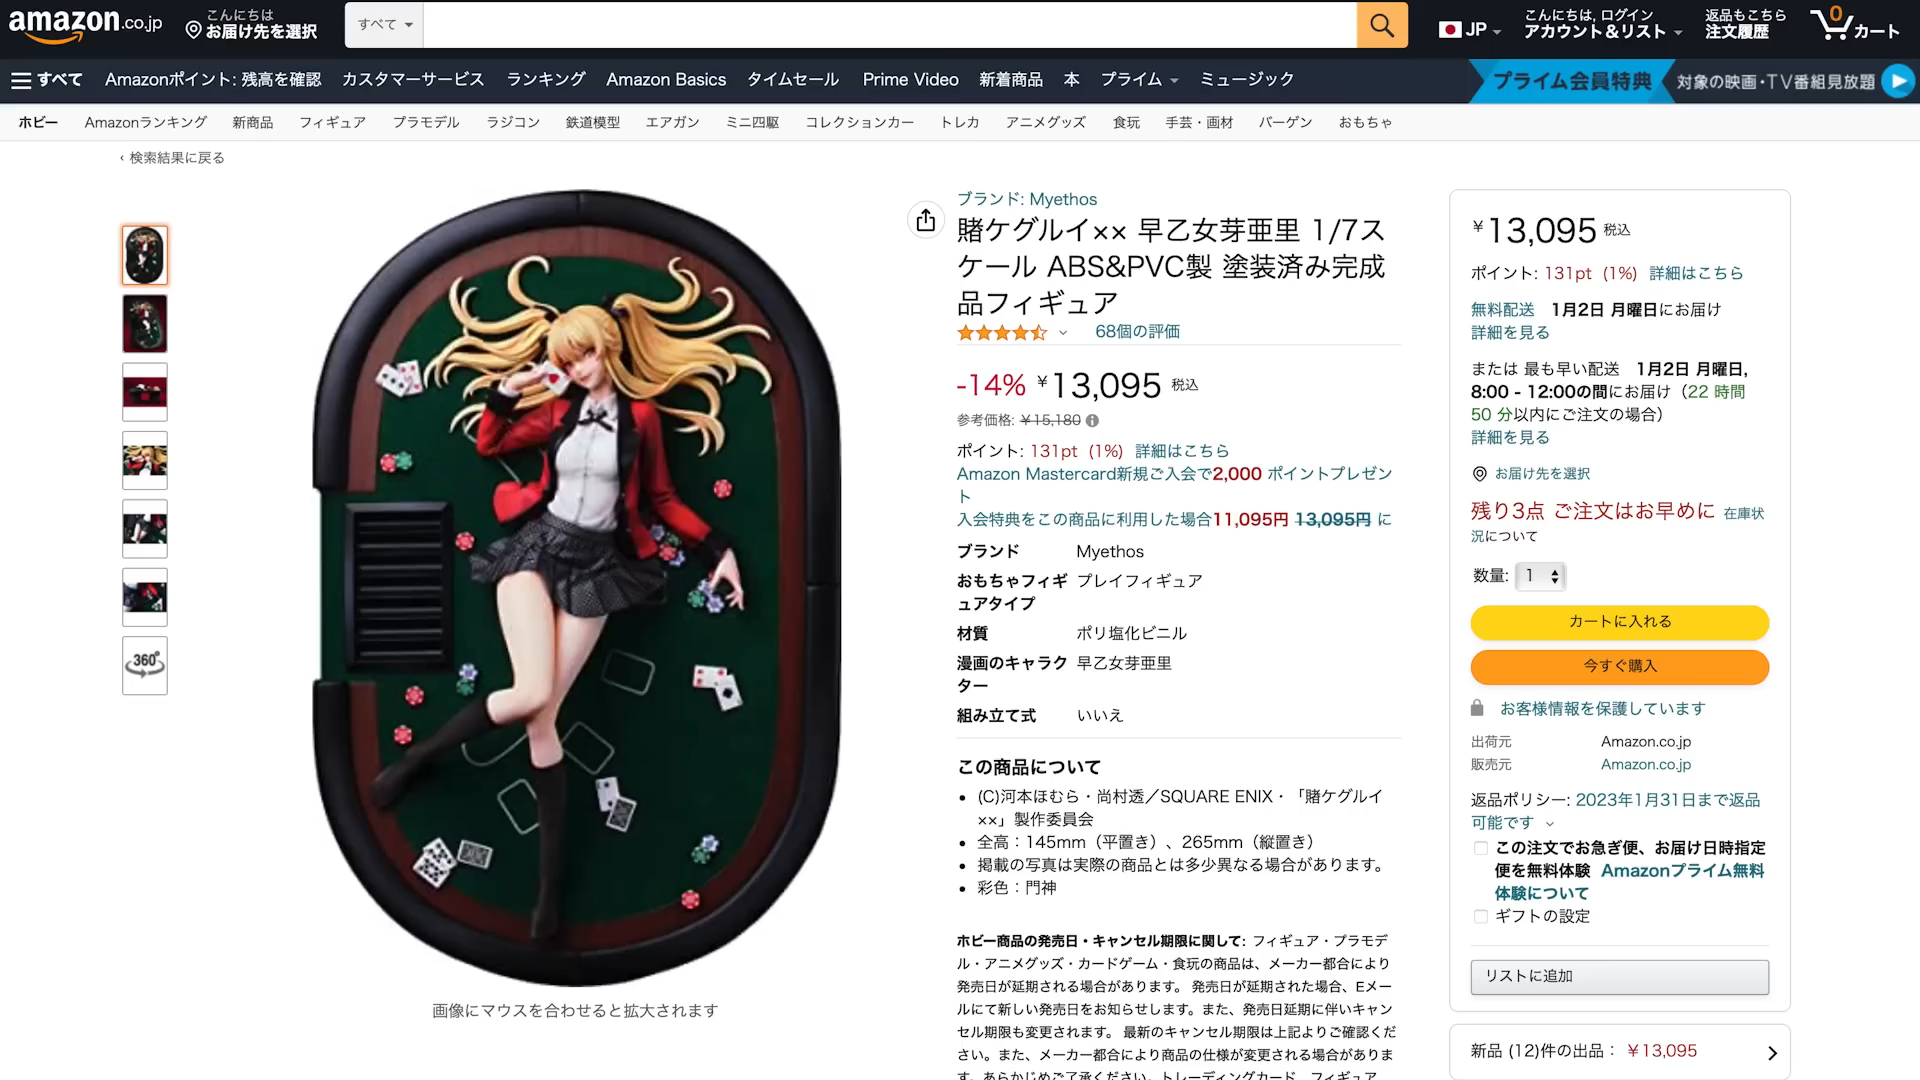 amazon.co.jp
こんにちは
お届け先を選択
すべて
JP
こんにちは, ログイン
アカウント&リスト
返品もこちら
注文履歴
0
カート
すべて
Amazonポイント: 残高を確認
カスタマーサービス
ランキング
Amazon Basics
タイムセール
Prime Video
新着商品
本
プライム
ミュージック
プライム会員特典
対象の映画・TV番組見放題
ホビー
Amazonランキング
新商品
フィギュア
プラモデル
ラジコン
鉄道模型
エアガン
ミニ四駆
コレクションカー
トレカ
アニメグッズ
食玩
手芸・画材
バーゲン
おもちゃ
‹ 検索結果に戻る
360°
画像にマウスを合わせると拡大されます
ブランド: Myethos
賭ケグルイ×× 早乙女芽亜里 1/7ス
ケール ABS&PVC製 塗装済み完成
品フィギュア
68個の評価
-14% ￥13,095 税込
参考価格: ￥15,180
ポイント: 131pt (1%) 詳細はこちら
Amazon Mastercard新規ご入会で2,000 ポイントプレゼン
ト
入会特典をこの商品に利用した場合11,095円 13,095円 に
ブランド Myethos
おもちゃフィギ プレイフィギュア
ュアタイプ
材質 ポリ塩化ビニル
漫画のキャラク 早乙女芽亜里
ター
組み立て式 いいえ
この商品について
(C)河本ほむら・尚村透／SQUARE ENIX・「賭ケグルイ
××」製作委員会
全高：145mm（平置き）、265mm（縦置き）
掲載の写真は実際の商品とは多少異なる場合があります。
彩色：門神
ホビー商品の発売日・キャンセル期限に関して: フィギュア・プラモデ
ル・アニメグッズ・カードゲーム・食玩の商品は、メーカー都合により
発売日が延期される場合があります。 発売日が延期された場合、Eメー
ルにて新しい発売日をお知らせします。また、発売日延期に伴いキャン
セル期限も変更されます。 最新のキャンセル期限は上記よりご確認くだ
さい。また、メーカー都合により商品の仕様が変更される場合がありま
す。あらかじめご了承ください。トレーディングカード、フィギュア
￥13,095 税込
ポイント: 131pt (1%) 詳細はこちら
無料配送 1月2日 月曜日にお届け
詳細を見る
または 最も早い配送 1月2日 月曜日,
8:00 - 12:00の間にお届け（22 時間
50 分以内にご注文の場合）
詳細を見る
お届け先を選択
残り3点 ご注文はお早めに 在庫状
況について
数量: 1
カートに入れる
今すぐ購入
お客様情報を保護しています
出荷元 Amazon.co.jp
販売元 Amazon.co.jp
返品ポリシー: 2023年1月31日まで返品
可能です
この注文でお急ぎ便、お届け日時指定
便を無料体験 Amazonプライム無料
体験について
ギフトの設定
リストに追加
新品 (12)件の出品： ￥13,095